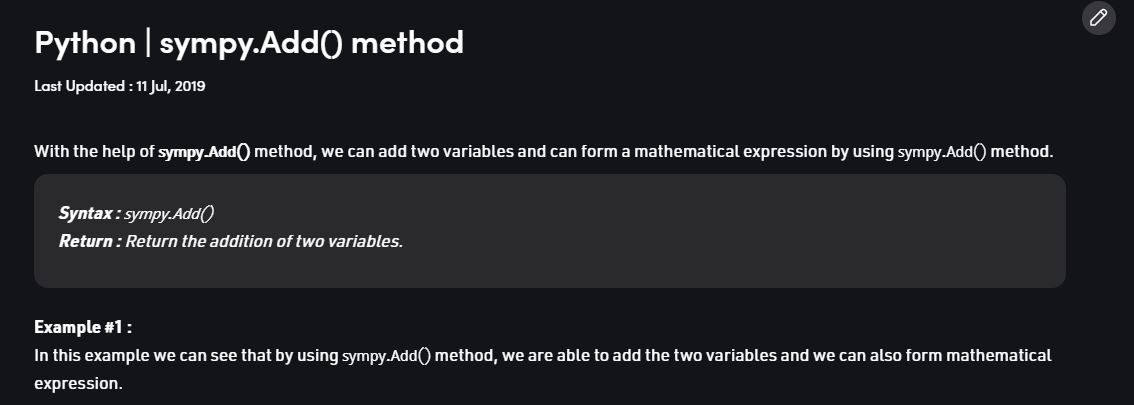 Python | sympy.Add() method
Last Updated : 11 Jul, 2019
With the help of sympy.Add() method, we can add two variables and can form a mathematical expression by using sympy.Add() method.
Syntax : sympy.Add()
Return : Return the addition of two variables.
Example #1 :
In this example we can see that by using sympy.Add() method, we are able to add the two variables and we can also form mathematical
expression.